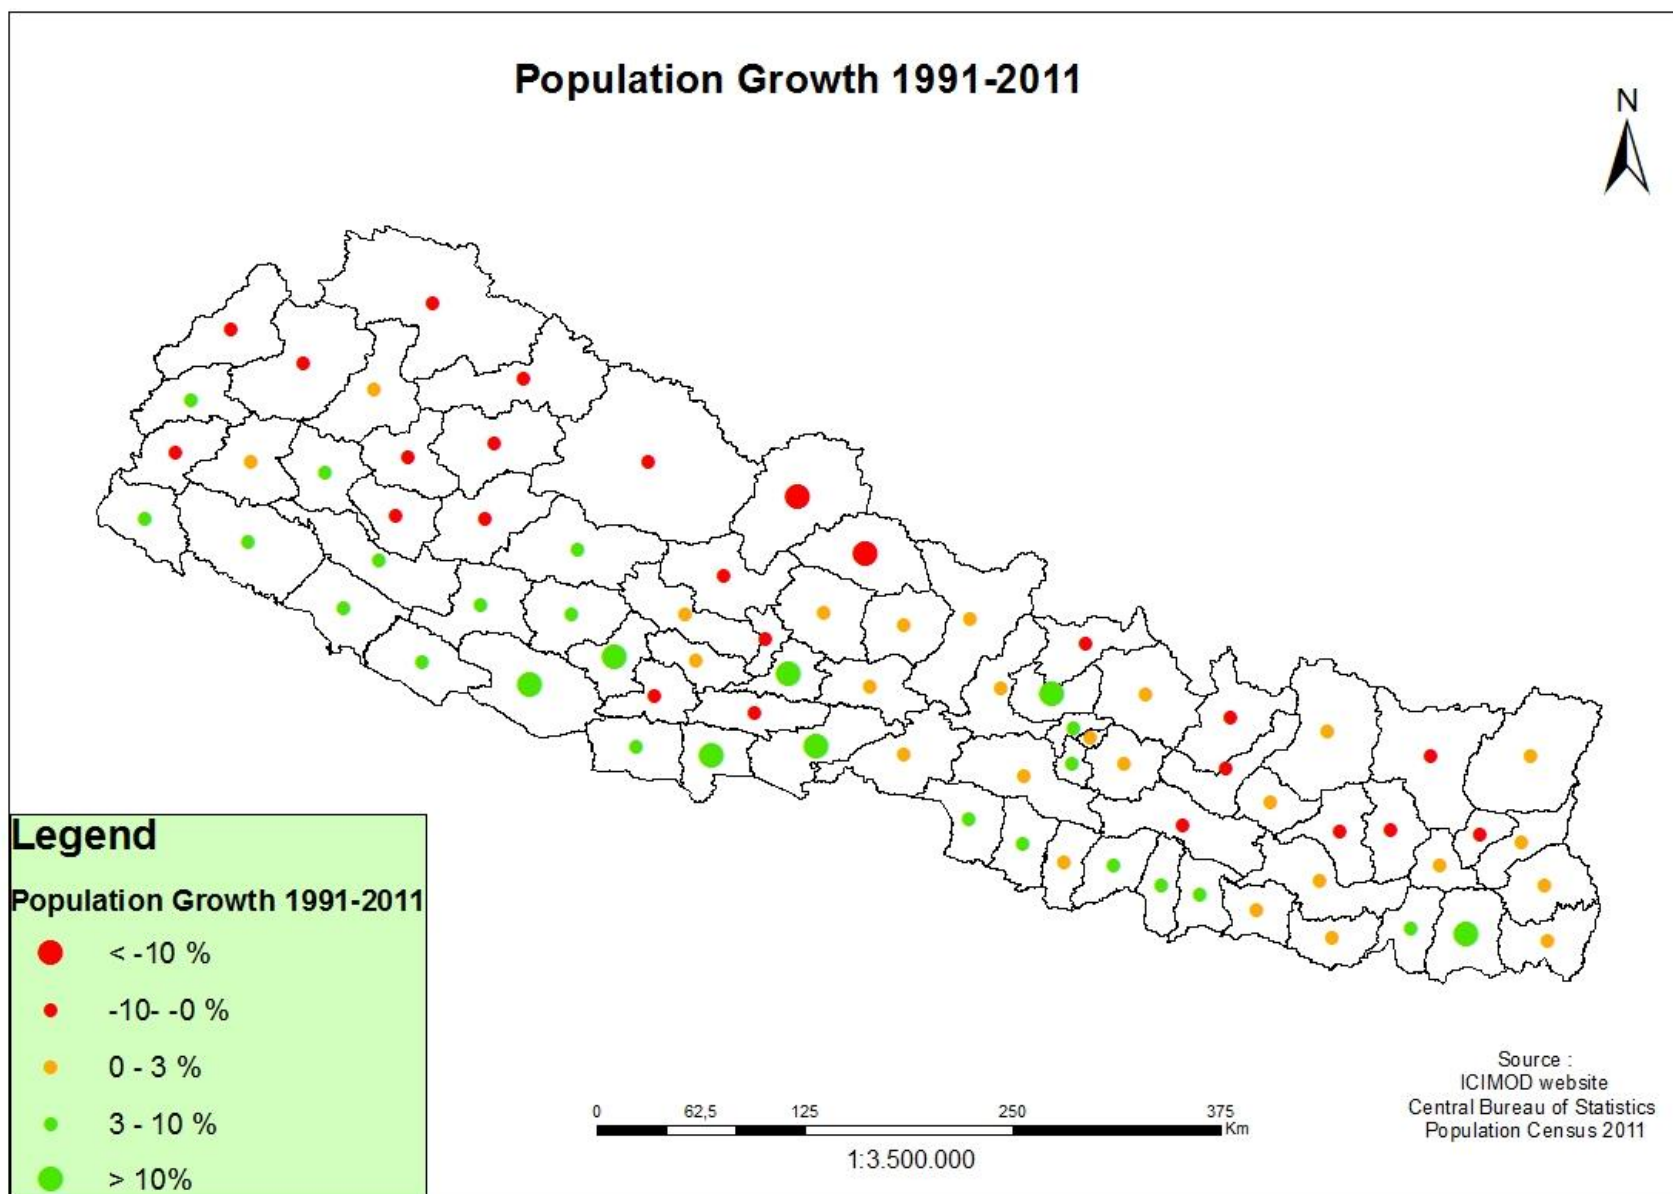 Population Growth 1991-2011
N
Legend
Population Growth 1991-2011
< -10 %
-10- -0 %
0 - 3 %
3 - 10 %
> 10%
0 62,5 125 250 375
Km
1:3.500.000
Source :
ICIMOD website
Central Bureau of Statistics
Population Census 2011